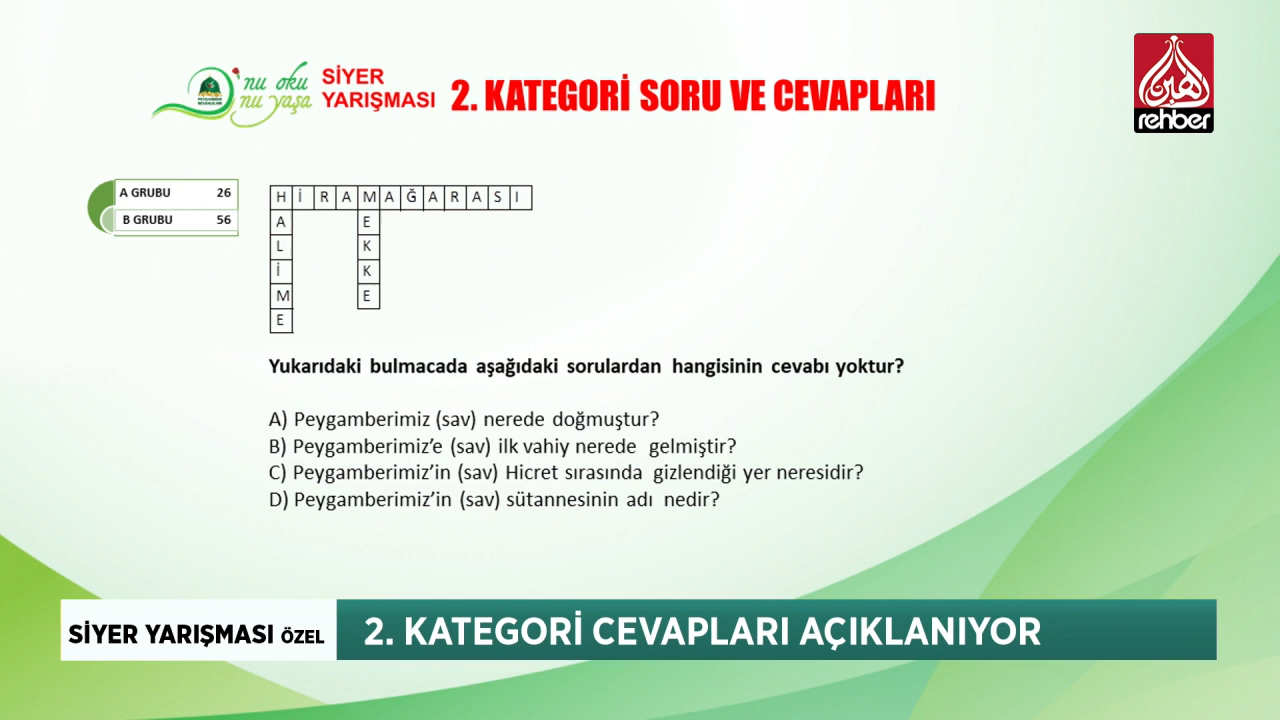 O'nu oku
nu yaşa
SİYER
YARIŞMASI
2. KATEGORİ SORU VE CEVAPLARI
رهبر
rehber
A GRUBU 26
B GRUBU 56
HİRAMAĞARASI
A E
L K
İ K
M E
E
Yukarıdaki bulmacada aşağıdaki sorulardan hangisinin cevabı yoktur?
A) Peygamberimiz (sav) nerede doğmuştur?
B) Peygamberimiz’e (sav) ilk vahiy nerede gelmiştir?
C) Peygamberimiz’in (sav) Hicret sırasında gizlendiği yer neresidir?
D) Peygamberimiz’in (sav) sütannesinin adı nedir?
SİYER YARIŞMASI ÖZEL
2. KATEGORİ CEVAPLARI AÇIKLANIYOR